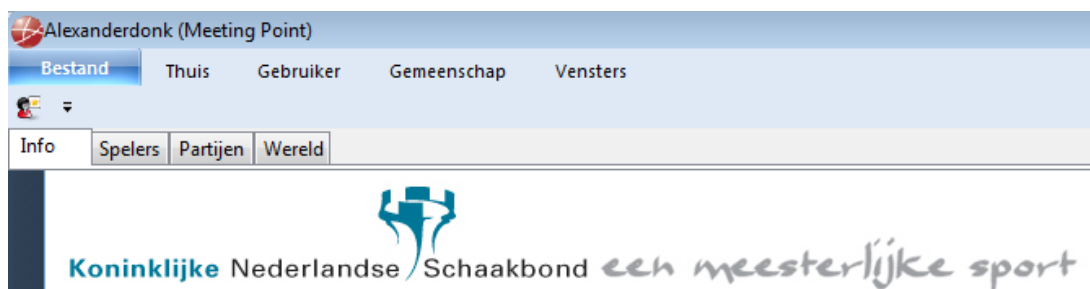 Alexanderdonk (Meeting Point)
Bestand Thuis Gebruiker Gemeenschap Vensters
Info Spelers Partijen Wereld
Koninklijke Nederlandse Schaakbond een meesterlijke sport